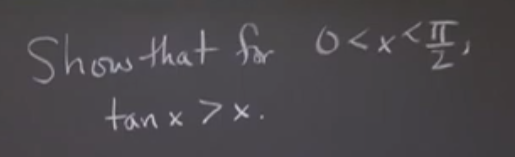 Show that for 0 < x < π/2,
tan x > x.